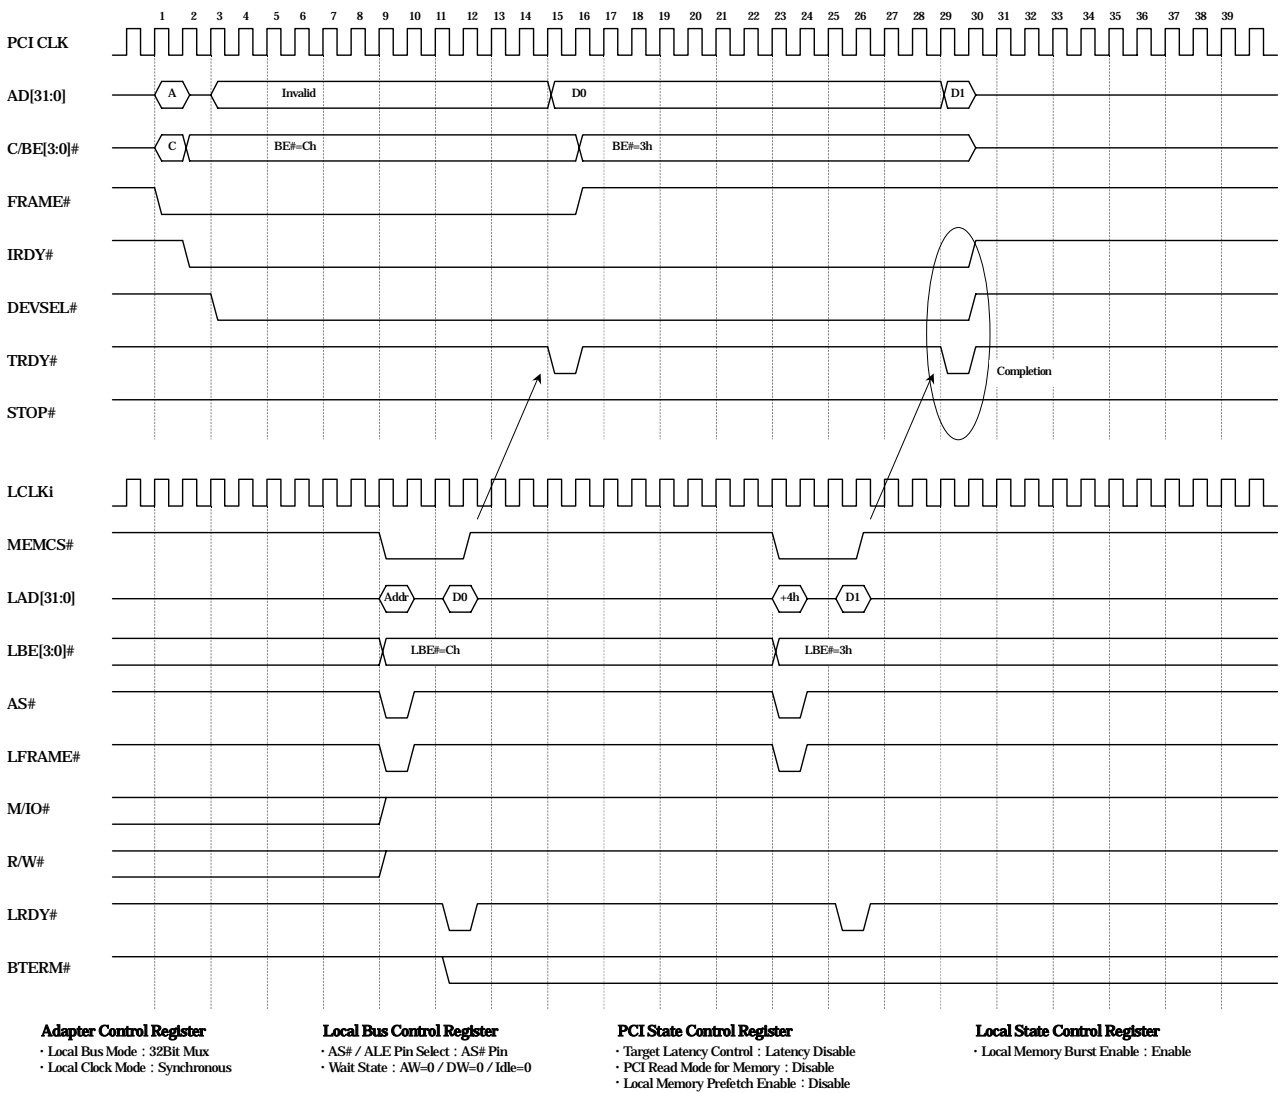 1 2 3 4 5 6 7 8 9 10 11 12 13 14 15 16 17 18 19 20 21 22 23 24 25 26 27 28 29 30 31 32 33 34 35 36 37 38 39
PCI CLK
AD[31:0] A Invalid D0 D1
C/BE[3:0]# C BE#=Ch BE#=3h
FRAME#
IRDY#
DEVSEL#
TRDY#
Completion
STOP#
LCLKi
MEMCS#
LAD[31:0] Addr D0 +4h D1
LBE[3:0]# LBE#=Ch LBE#=3h
AS#
LFRAME#
M/IO#
R/W#
LRDY#
BTERM#
Adapter Control Register
・Local Bus Mode : 32Bit Mux
・Local Clock Mode : Synchronous
Local Bus Control Register
・AS# / ALE Pin Select : AS# Pin
・Wait State : AW=0 / DW=0 / Idle=0
PCI State Control Register
・Target Latency Control : Latency Disable
・PCI Read Mode for Memory : Disable
・Local Memory Prefetch Enable : Disable
Local State Control Register
・Local Memory Burst Enable : Enable